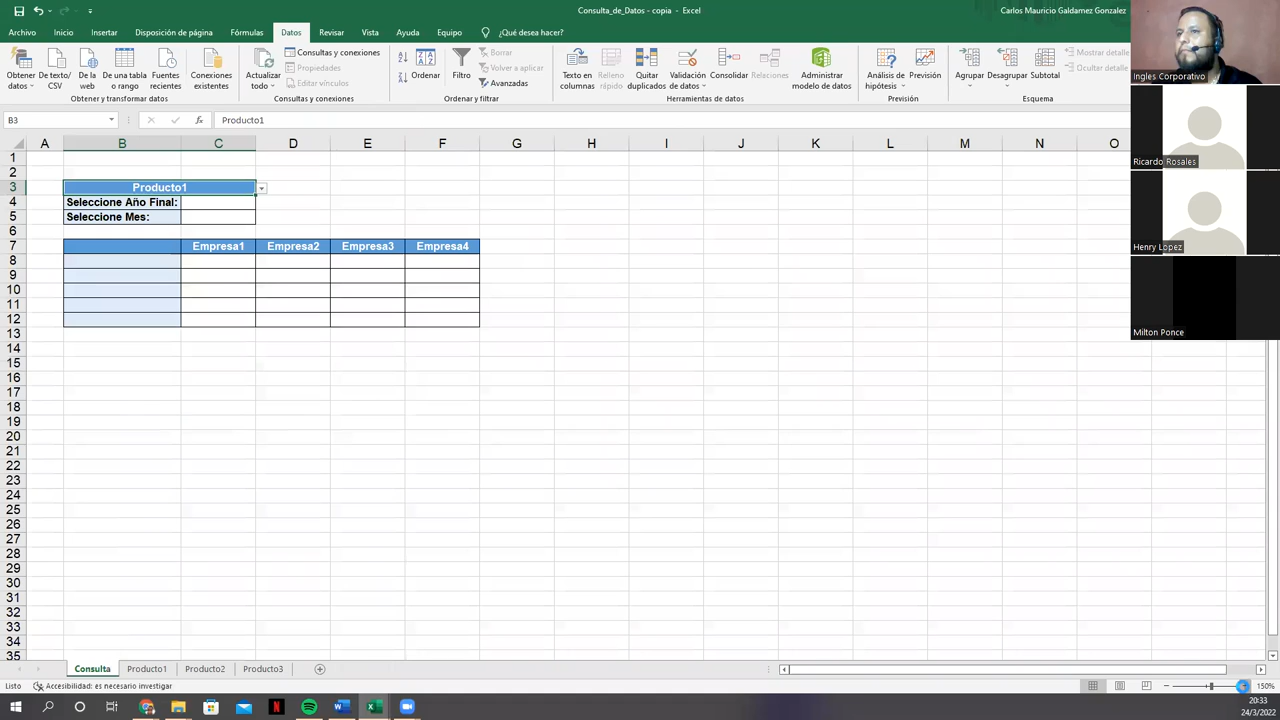 Consulta_de_Datos - copia - Excel
Carlos Mauricio Galdamez Gonzalez
Archivo Inicio Insertar Disposición de página Fórmulas Datos Revisar Vista Ayuda Equipo ¿Qué desea hacer?
Obtener datos
De texto/CSV
De la web
De una tabla o rango
Fuentes recientes
Conexiones existentes
Obtener y transformar datos
Actualizar todo
Consultas y conexiones
Propiedades
Editar vínculos
Consultas y conexiones
Ordenar
Filtro
Borrar
Volver a aplicar
Avanzadas
Ordenar y filtrar
Texto en columnas
Relleno rápido
Quitar duplicados
Validación de datos
Consolidar
Relaciones
Administrar modelo de datos
Herramientas de datos
Análisis de hipótesis
Previsión
Previsión
Agrupar
Desagrupar
Subtotal
Mostrar detalle
Ocultar detalle
Esquema
B3
fx
Producto1
A B C D E F G H I J K L M N O
1
2
3 Producto1
4 Seleccione Año Final:
5 Seleccione Mes:
6
7 Empresa1 Empresa2 Empresa3 Empresa4
8
9
10
11
12
13
14
15
16
17
18
19
20
21
22
23
24
25
26
27
28
29
30
31
32
33
34
35
Ingles Corporativo
Ricardo Rosales
Henry Lopez
Milton Ponce
Consulta Producto1 Producto2 Producto3
Listo Accesibilidad: es necesario investigar
150%
20:33
24/3/2022